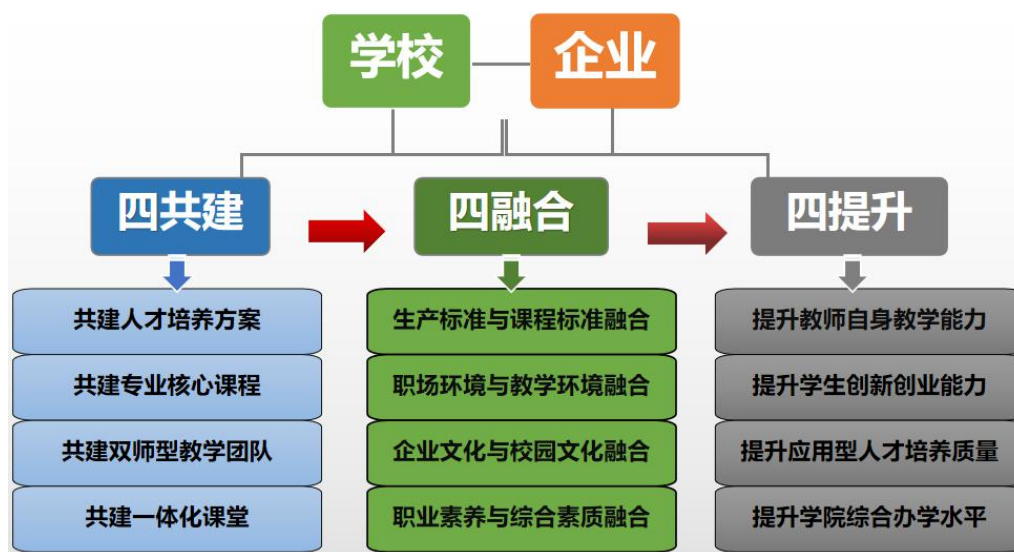 学校
企业
四共建
四融合
四提升
共建人才培养方案
共建专业核心课程
共建双师型教学团队
共建一体化课堂
生产标准与课程标准融合
职场环境与教学环境融合
企业文化与校园文化融合
职业素养与综合素质融合
提升教师自身教学能力
提升学生创新创业能力
提升应用型人才培养质量
提升学院综合办学水平